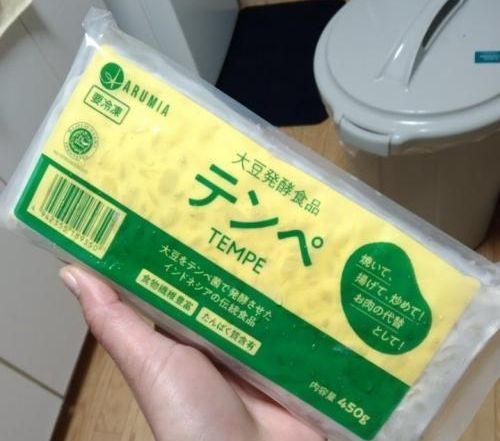 ARUMIA
要冷凍
大豆発酵食品
テンペ
TEMPE
大豆をテンペ菌で発酵させた
インドネシアの伝統食品
食物繊維豊富
たんぱく質含有
焼いて、
揚げて、炒めて!
お肉の代替
として!
内容量 450g